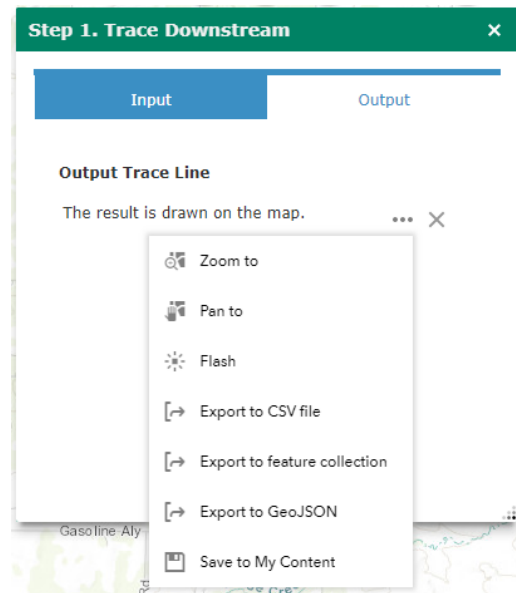 Step 1. Trace Downstream
Input
Output
Output Trace Line
The result is drawn on the map.
Zoom to
Pan to
Flash
Export to CSV file
Export to feature collection
Export to GeoJSON
Save to My Content
Gasoline Aly
Rd